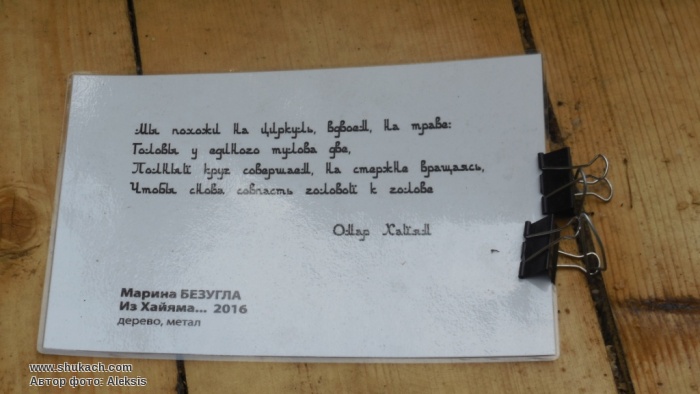 Мы похожи на циркуль, вдвоем, на траве:
Головы у единого тулова две,
Полный круг совершаем, на стержне вращаясь,
Чтобы снова совпасть головой к голове
Омар Хайям
Марина БЕЗУГЛА
Из Хайяма... 2016
дерево, метал
www.shukach.com
Автор фото: Aleksis